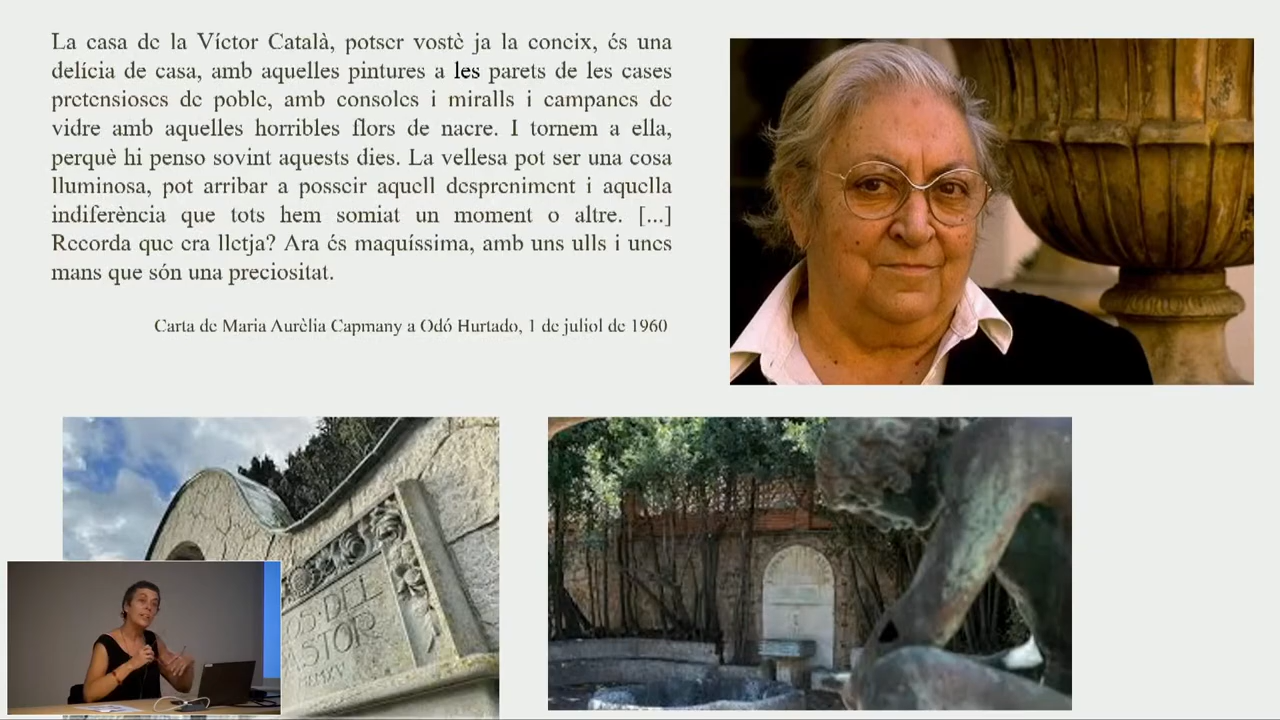 La casa de la Víctor Català, potser vostè ja la coneix, és una
delícia de casa, amb aquelles pintures a les parets de les cases
pretensioses de poble, amb consoles i miralls i campanes de
vidre amb aquelles horribles flors de nacre. I tornem a ella,
perquè hi penso sovint aquests dies. La vellesa pot ser una cosa
lluminosa, pot arribar a posseir aquell despreniment i aquella
indiferència que tots hem somiat un moment o altre. [...]
Recorda que era lletja? Ara és maquíssima, amb uns ulls i unes
mans que són una preciositat.
Carta de Maria Aurèlia Capmany a Odó Hurtado, 1 de juliol de 1960
DEL